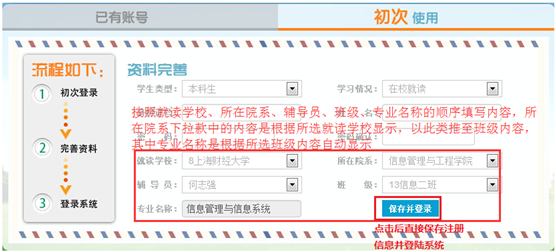 已有账号
初次 使用
流程如下：
1 初次登录
2 完善资料
3 登录系统
资料完善
学生类型： 本科生 学习情况： 在校就读
按照就读学校、所在院系、辅导员、班级、专业名称的顺序填写内容，所
在院系下拉歀中的内容是根据所选就读学校显示，以此类推至班级内容，
其中专业名称是根据所选班级内容自动显示
就读学校： 8上海财经大学 所在院系： 信息管理与工程学院
辅 导 员： 何志强 班 级： 13信息二班
专业名称： 信息管理与信息系统 保存并登录
点击后直接保存注册
信息并登陆系统